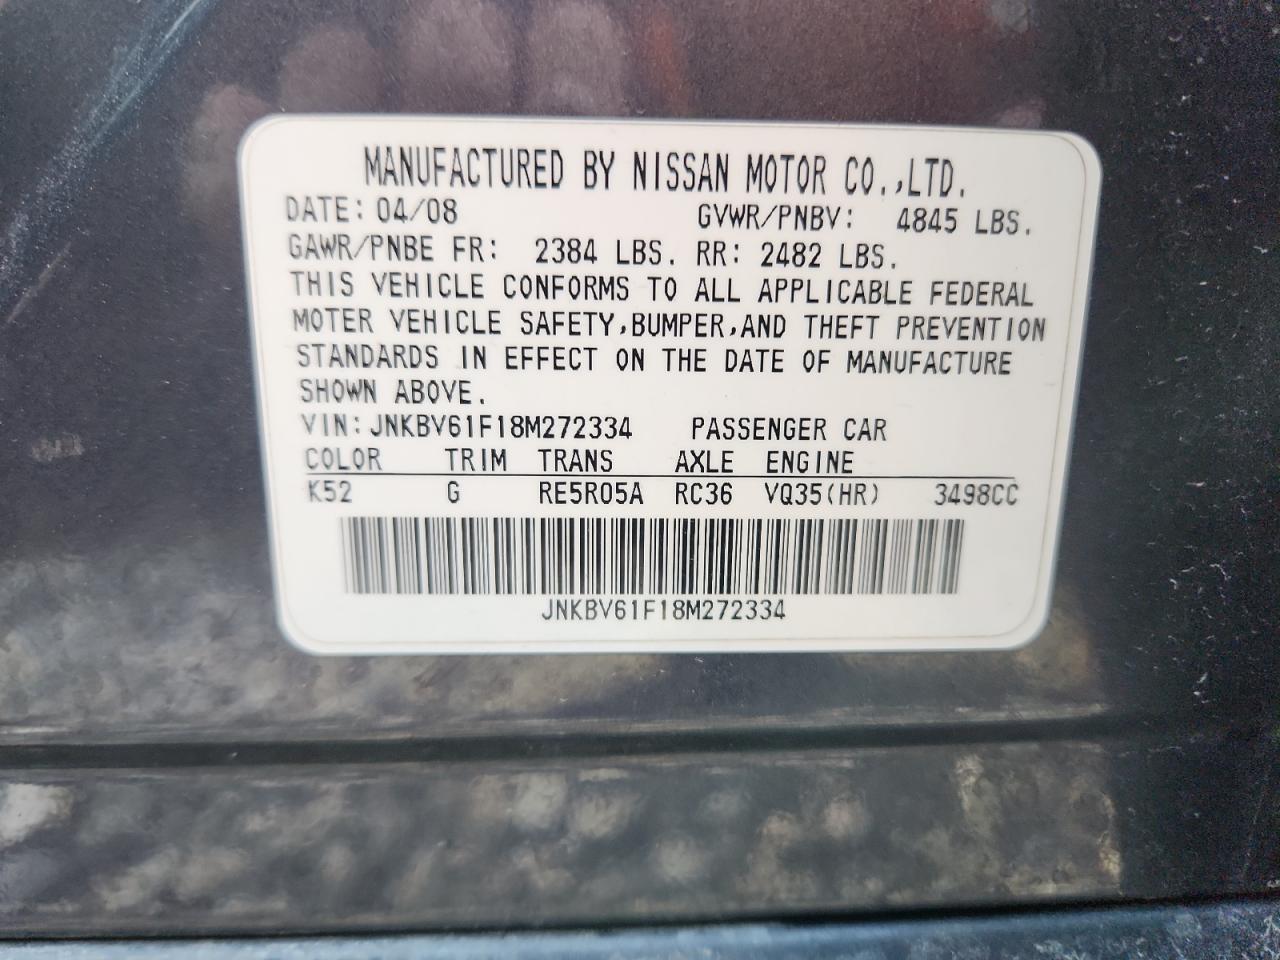 MANUFACTURED BY NISSAN MOTOR CO.,LTD.
DATE: 04/08 GVWR/PNBV: 4845 LBS.
GAWR/PNBE FR: 2384 LBS. RR: 2482 LBS.
THIS VEHICLE CONFORMS TO ALL APPLICABLE FEDERAL
MOTER VEHICLE SAFETY,BUMPER,AND THEFT PREVENTION
STANDARDS IN EFFECT ON THE DATE OF MANUFACTURE
SHOWN ABOVE.
VIN: JNKBV61F18M272334 PASSENGER CAR
COLOR TRIM TRANS AXLE ENGINE
K52 G RE5R05A RC36 VQ35(HR) 3498CC
JNKBV61F18M272334